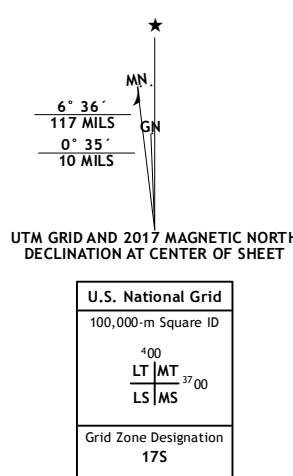 ★
MN
6° 36´
117 MILS
GN
0° 35´
10 MILS
UTM GRID AND 2017 MAGNETIC NORTH
DECLINATION AT CENTER OF SHEET
U.S. National Grid
100,000-m Square ID
400
LT MT
3700
LS MS
Grid Zone Designation
17S